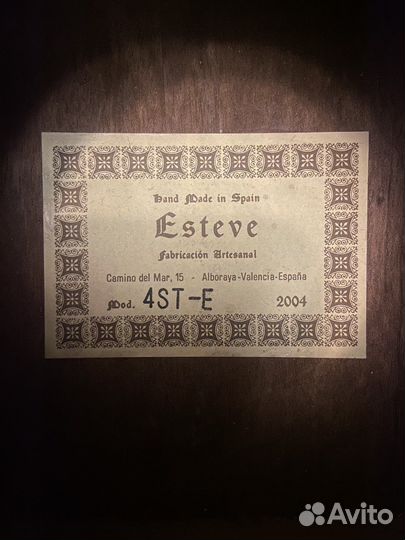 Hand Made in Spain
Esteve
Fabricación Artesanal
Camino del Mar, 15 - Alboraya-Valencia-España
Mod. 4ST-E 2004
Avito